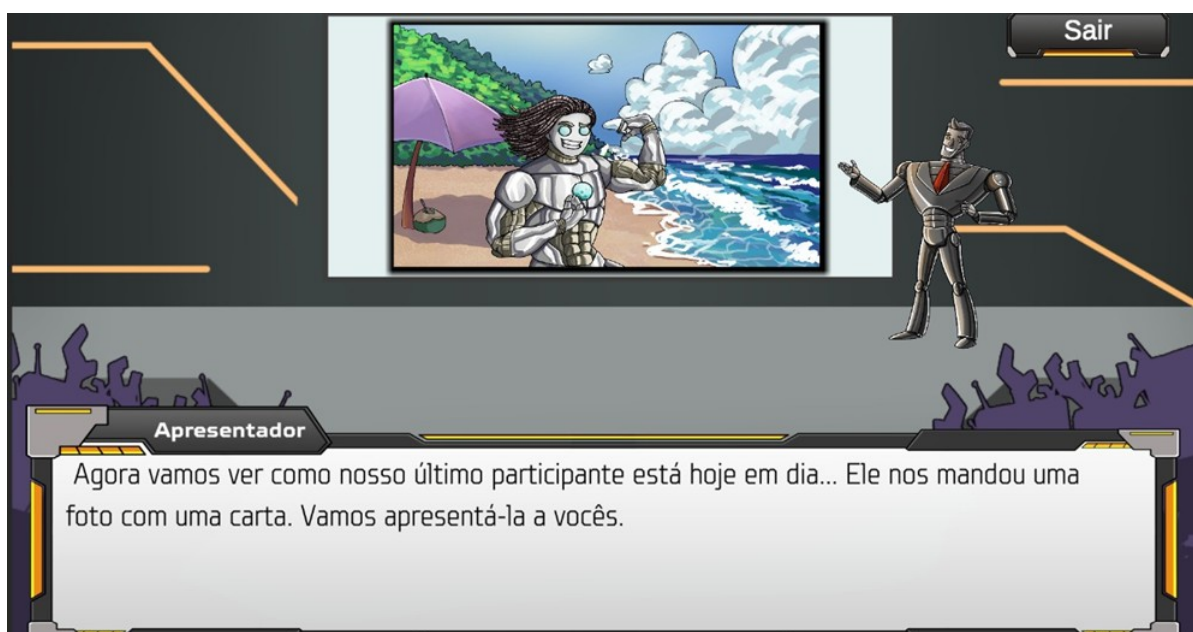 Sair
Apresentador
Agora vamos ver como nosso último participante está hoje em dia... Ele nos mandou uma
foto com uma carta. Vamos apresentá-la a vocês.